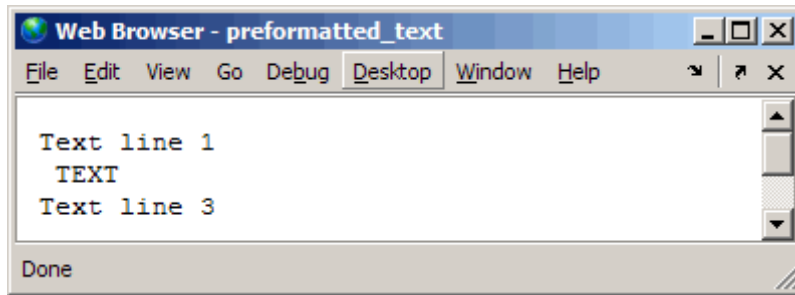 Web Browser - preformatted_text
File Edit View Go Debug Desktop Window Help
Text line 1
TEXT
Text line 3
Done